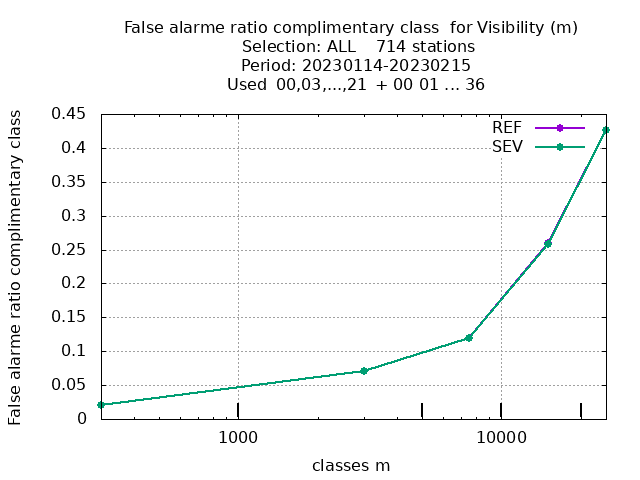 False alarme ratio complimentary class  for Visibility (m)
Selection: ALL    714 stations
Period: 20230114-20230215
Used  00,03,...,21  + 00 01 ... 36
False alarme ratio complimentary class
0.45
0.4
0.35
0.3
0.25
0.2
0.15
0.1
0.05
0
REF
SEV
1000
10000
classes m